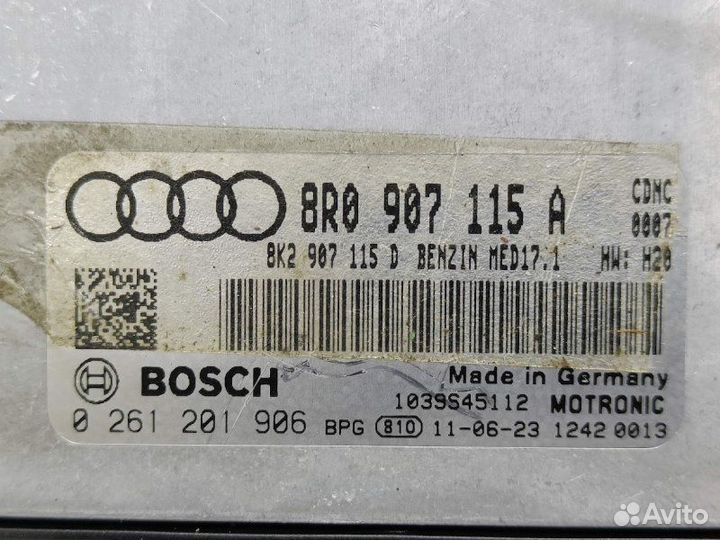 8R0 907 115 A
CDNC
0007
8K2 907 115 D BENZIN MED17.1 HW: H20
BOSCH
Made in Germany
1039S45112 MOTRONIC
0 261 201 906 BPG 810 11-06-23 1242 0013
Avito